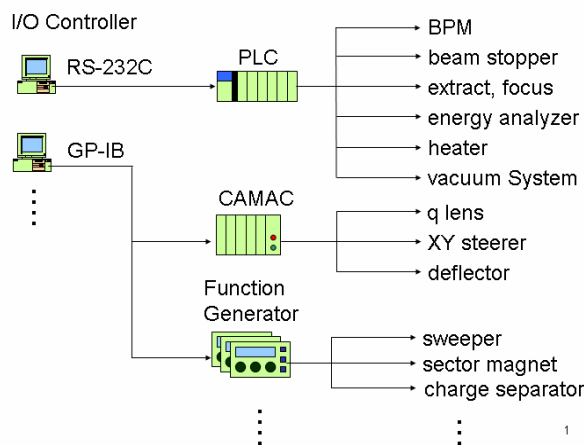 I/O Controller
RS-232C
PLC
BPM
beam stopper
extract, focus
energy analyzer
heater
vacuum System
GP-IB
CAMAC
q lens
XY steerer
deflector
Function
Generator
sweeper
sector magnet
charge separator
1